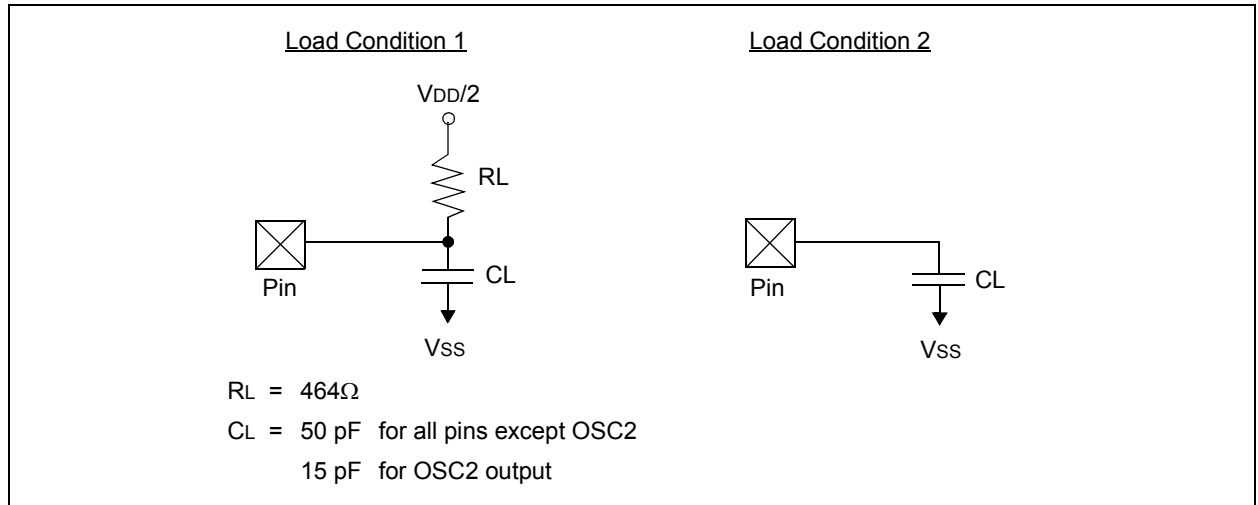 Load Condition 1
VDD/2
RL
Pin
CL
VSS
Load Condition 2
Pin
CL
VSS
RL = 464Ω
CL = 50 pF for all pins except OSC2
15 pF for OSC2 output